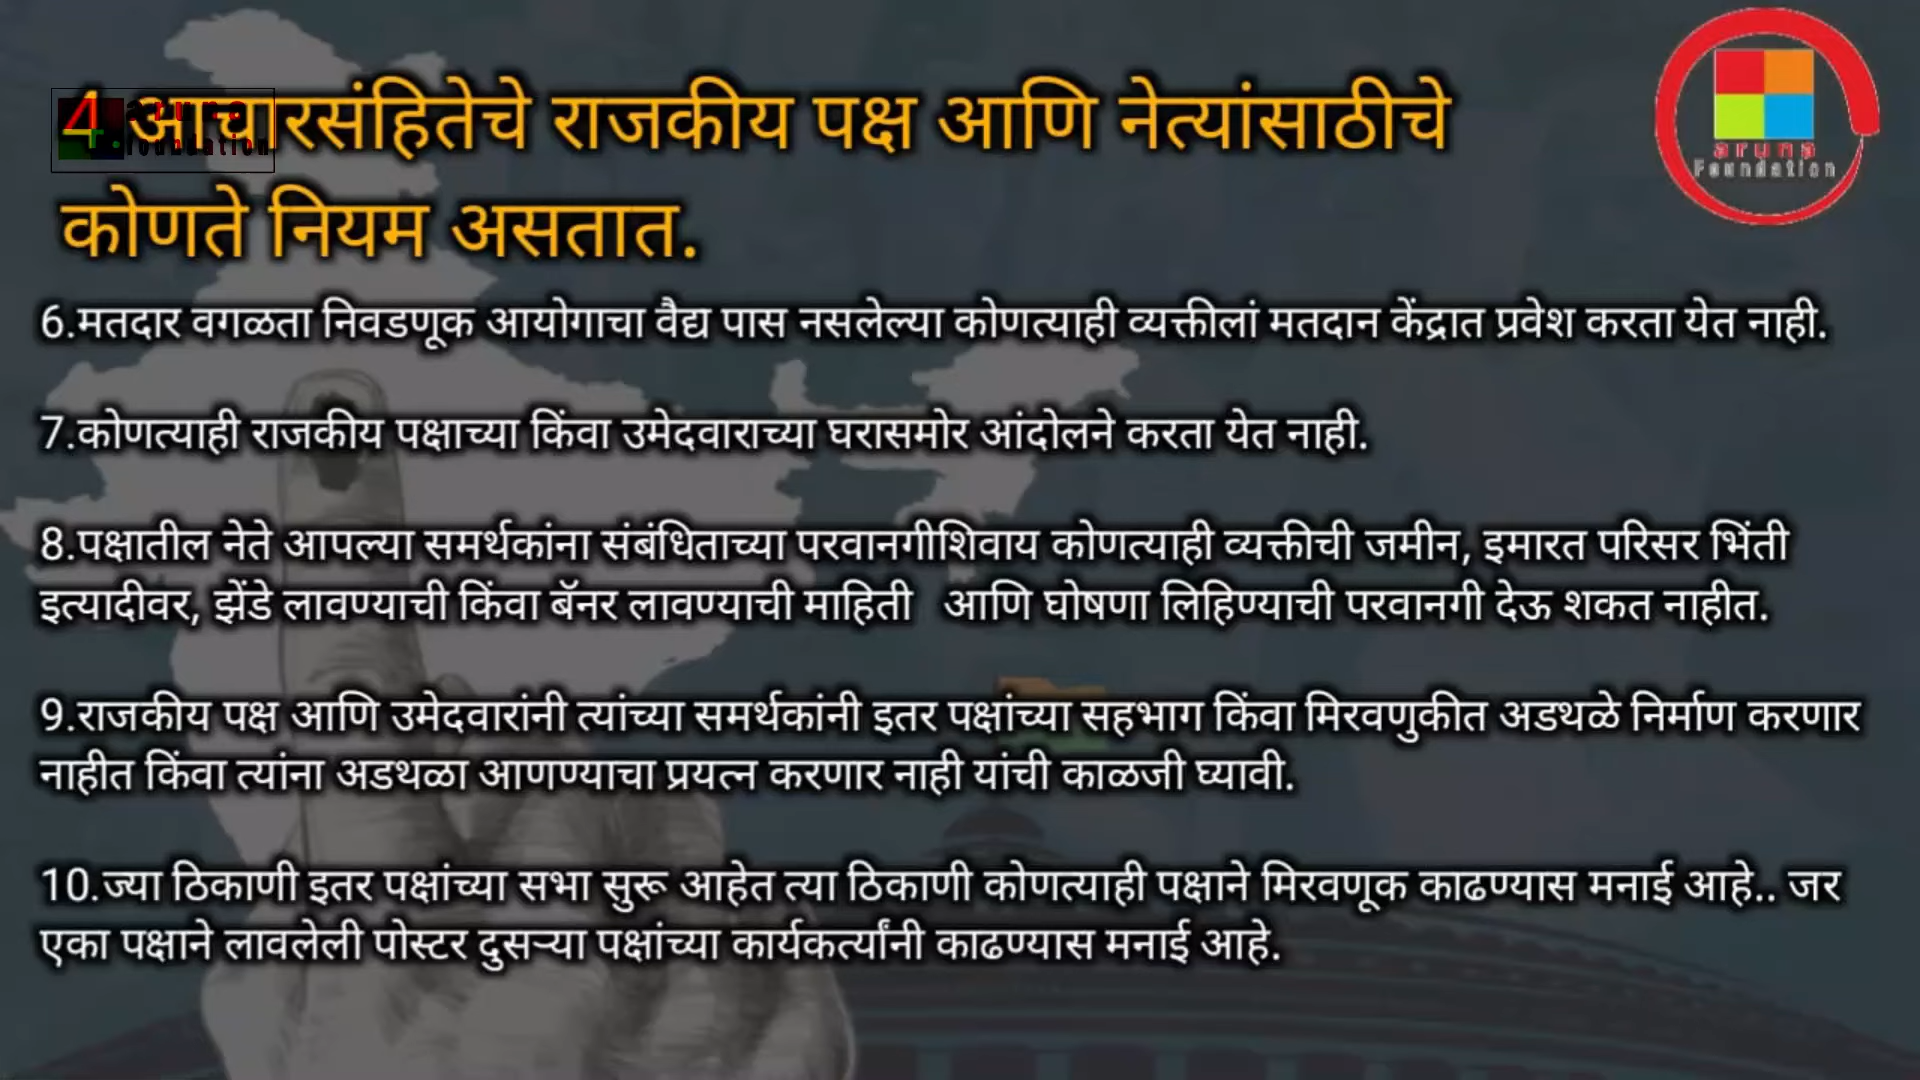 4.आचारसंहितेचे राजकीय पक्ष आणि नेत्यांसाठीचे
कोणते नियम असतात.
aruna
foundation
aruna
Foundation
6.मतदार वगळता निवडणूक आयोगाचा वैद्य पास नसलेल्या कोणत्याही व्यक्तीलां मतदान केंद्रात प्रवेश करता येत नाही.
7.कोणत्याही राजकीय पक्षाच्या किंवा उमेदवाराच्या घरासमोर आंदोलने करता येत नाही.
8.पक्षातील नेते आपल्या समर्थकांना संबंधिताच्या परवानगीशिवाय कोणत्याही व्यक्तीची जमीन, इमारत परिसर भिंती
इत्यादीवर, झेंडे लावण्याची किंवा बॅनर लावण्याची माहिती आणि घोषणा लिहिण्याची परवानगी देऊ शकत नाहीत.
9.राजकीय पक्ष आणि उमेदवारांनी त्यांच्या समर्थकांनी इतर पक्षांच्या सहभाग किंवा मिरवणुकीत अडथळे निर्माण करणार
नाहीत किंवा त्यांना अडथळा आणण्याचा प्रयत्न करणार नाही यांची काळजी घ्यावी.
10.ज्या ठिकाणी इतर पक्षांच्या सभा सुरू आहेत त्या ठिकाणी कोणत्याही पक्षाने मिरवणूक काढण्यास मनाई आहे.. जर
एका पक्षाने लावलेली पोस्टर दुसऱ्या पक्षांच्या कार्यकर्त्यांनी काढण्यास मनाई आहे.